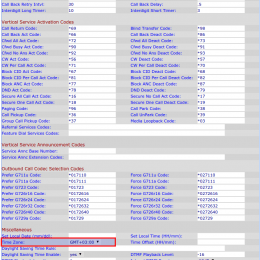 Call Back Retry Intvl: 30 Call Back Delay: .5
Interdigit Long Timer: 10 Interdigit Short Timer: 3
Vertical Service Activation Codes
Call Return Code: *69 Blind Transfer Code:
Call Back Act Code: *66 Call Back Deact Code: *86
Cfwd All Act Code: *72 Cfwd All Deact Code: *73
Cfwd Busy Act Code: *90 Cfwd Busy Deact Code: *91
Cfwd No Ans Act Code: *92 Cfwd No Ans Deact Code: *93
CW Act Code: *56 CW Deact Code: *57
CW Per Call Act Code: *71 CW Per Call Deact Code: *70
Block CID Act Code: *67 Block CID Deact Code: *68
Block CID Per Call Act Code: Block CID Per Call Deact Code:
Block ANC Act Code: *77 Block ANC Deact Code: *87
DND Act Code: *78 DND Deact Code: *79
Secure All Call Act Code: *16 Secure No Call Act Code: *17
Secure One Call Act Code: *18 Secure One Call Deact Code: *19
Paging Code: *96 Call Park Code:
Call Pickup Code: *36 Call UnPark Code: *39
Group Call Pickup Code: *37 Media Loopback Code: *03
Referral Services Codes:
Feature Dial Services Codes:
Vertical Service Announcement Codes
Service Annc Base Number:
Service Annc Extension Codes:
Outbound Call Codec Selection Codes
Prefer G711u Code: *017110 Force G711u Code: *027110
Prefer G711a Code: *017111 Force G711a Code: *027111
Prefer G723 Code: *01723 Force G723 Code: *02723
Prefer G726r16 Code: *0172616 Force G726r16 Code: *0272616
Prefer G726r24 Code: *0172624 Force G726r24 Code: *0272624
Prefer G726r32 Code: *0172632 Force G726r32 Code: *0272632
Prefer G726r40 Code: *0172640 Force G726r40 Code: *0272640
Prefer G729a Code: *01729 Force G729a Code: *02729
Miscellaneous
Set Local Date (mm/dd): Set Local Time (HH/mm):
Time Zone: GMT+03:00 Time Offset (HH/mm):
Daylight Saving Time Rule:
Daylight Saving Time Enable: yes DTMF Playback Level: -16